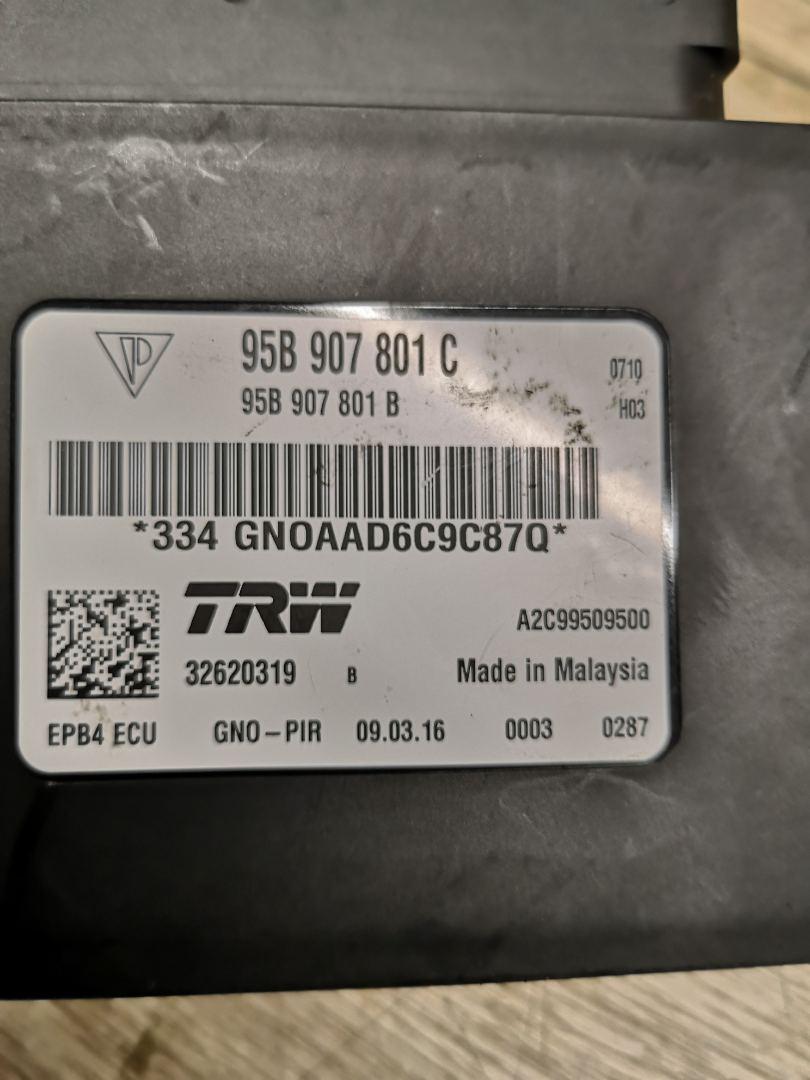 95B 907 801 C
0710
95B 907 801 B
H03
*334 GN0AAD6C9C87Q*
TRW
A2C99509500
32620319 B Made in Malaysia
EPB4 ECU GNO-PIR 09.03.16 0003 0287